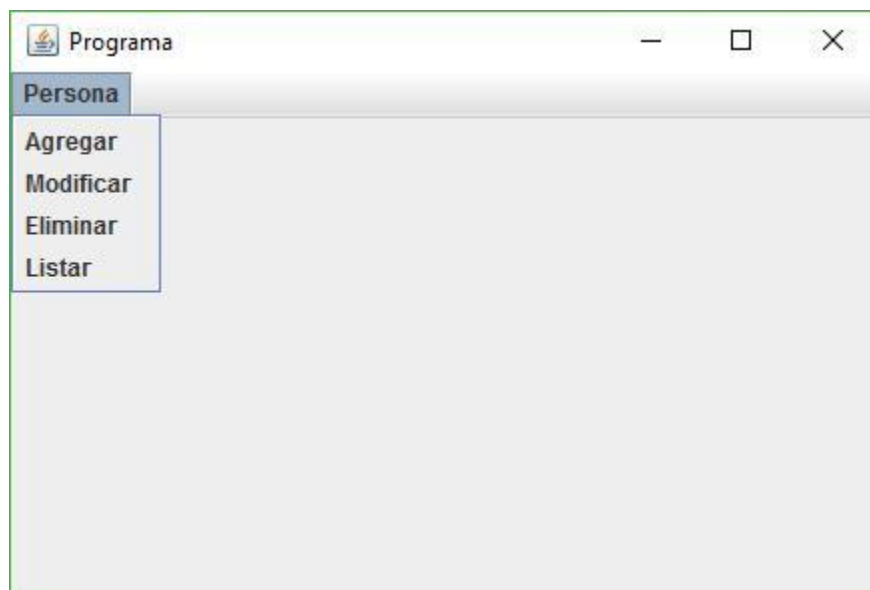 Programa
Persona
Agregar
Modificar
Eliminar
Listar